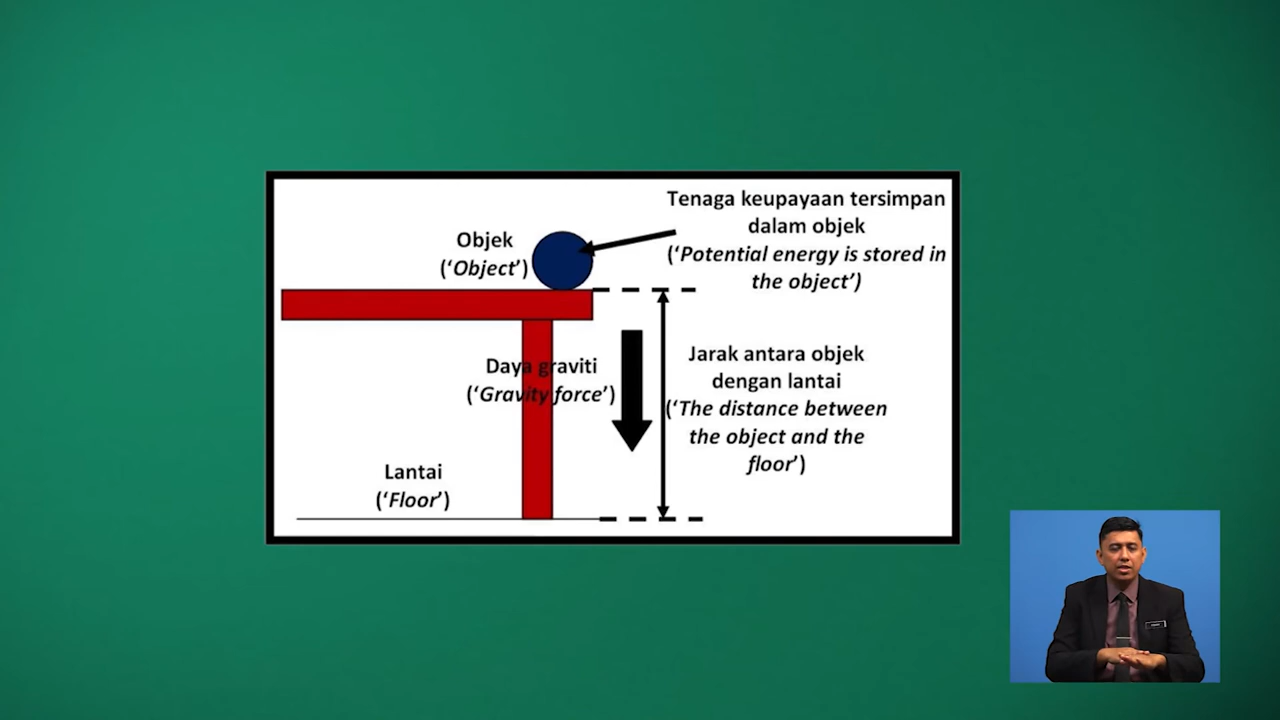 Tenaga keupayaan tersimpan
dalam objek
(‘Potential energy is stored in
the object’)
Objek
(‘Object’)
Daya graviti
(‘Gravity force’)
Jarak antara objek
dengan lantai
(‘The distance between
the object and the
floor’)
Lantai
(‘Floor’)